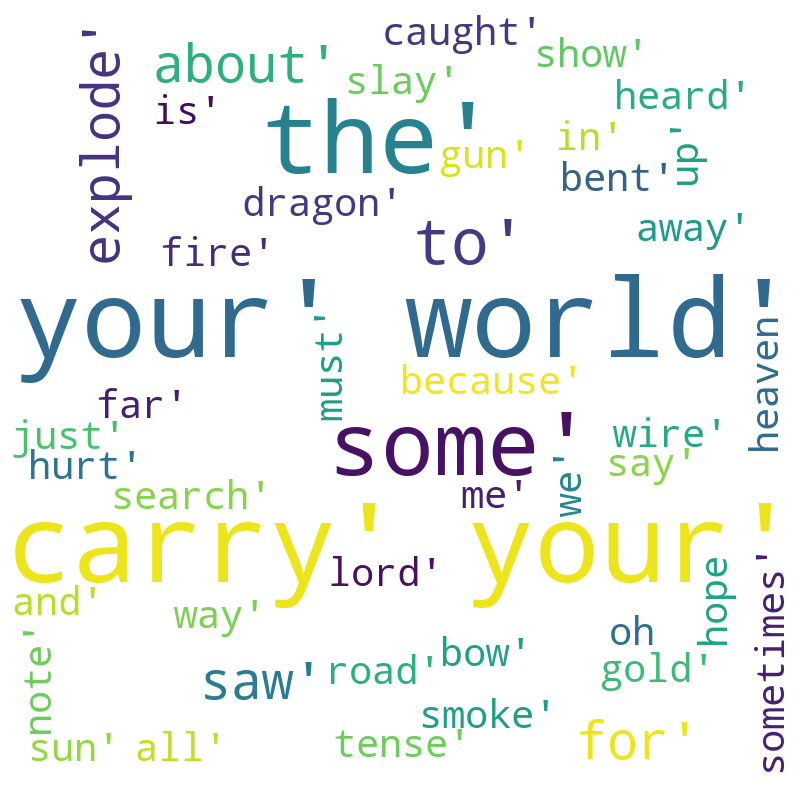 caught'
explode'
about'
show'
slay'
heard'
is'
the'
gun'
in'
up'
bent'
dragon'
to'
away'
fire'
your' world'
must'
heaven'
because'
far'
just'
some'
wire'
hurt'
say'
we'
search'
me'
carry' your'
lord'
sometimes'
hope
and'
way'
oh
note'
bow'
road'
gold'
saw'
smoke'
for'
sun'
all'
tense'